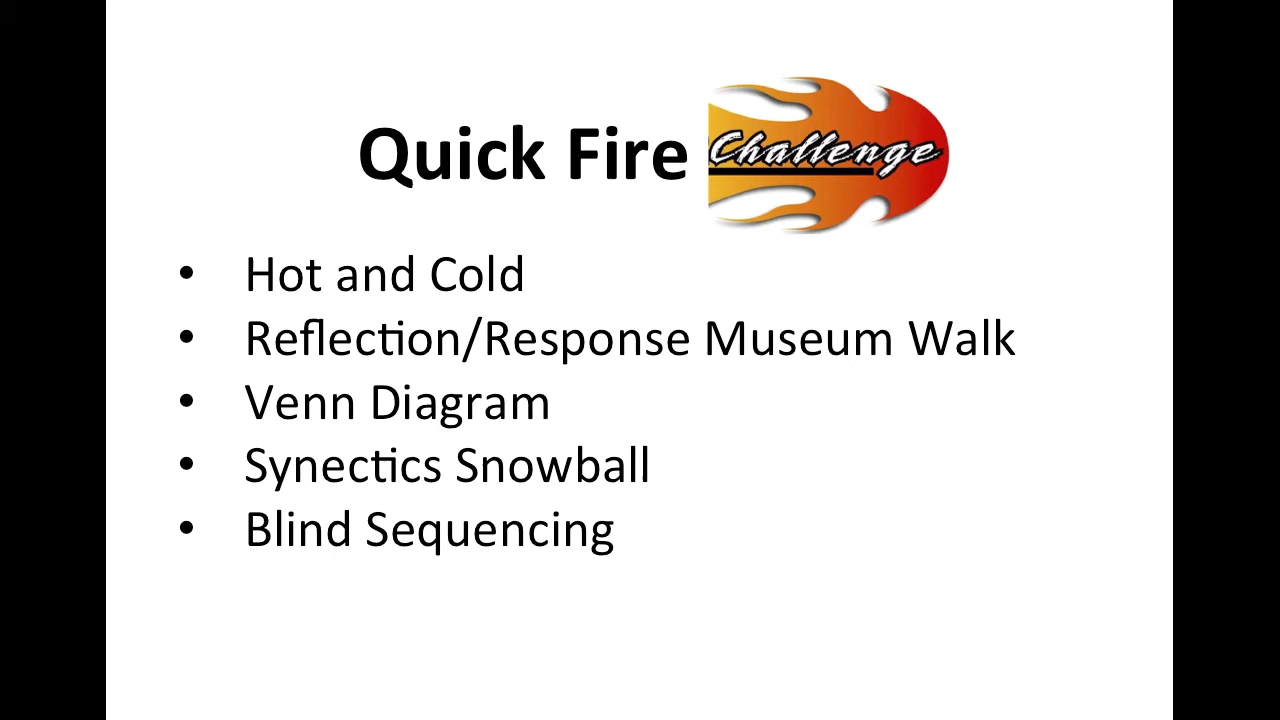 Quick Fire Challenge
• Hot and Cold
• Reflection/Response Museum Walk
• Venn Diagram
• Synectics Snowball
• Blind Sequencing